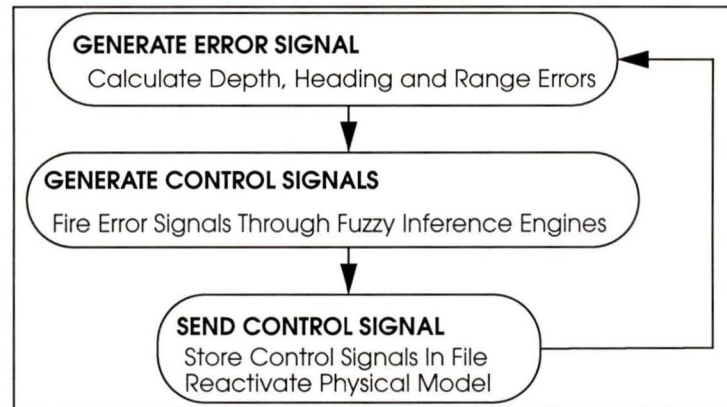 GENERATE ERROR SIGNAL
Calculate Depth, Heading and Range Errors
GENERATE CONTROL SIGNALS
Fire Error Signals Through Fuzzy Inference Engines
SEND CONTROL SIGNAL
Store Control Signals In File
Reactivate Physical Model